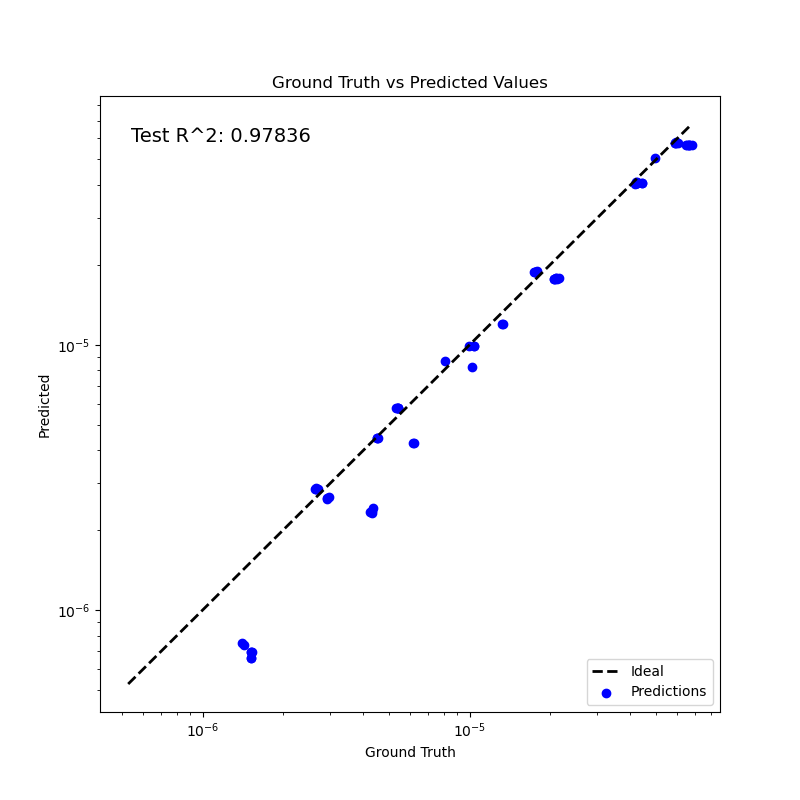 Ground Truth vs Predicted Values
Test R^2: 0.97836
Predicted
10⁻⁵
10⁻⁶
Ideal
Predictions
10⁻⁶
10⁻⁵
Ground Truth